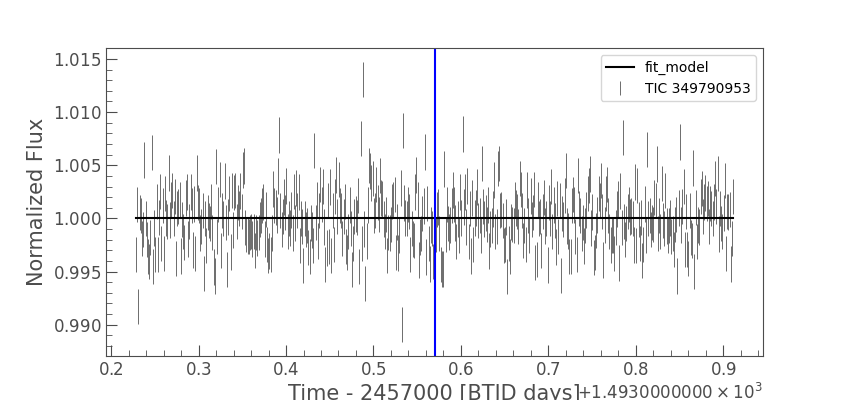 1.015
1.010
1.005
1.000
0.995
0.990
Normalized Flux
fit_model
TIC 349790953
0.2 0.3 0.4 0.5 0.6 0.7 0.8 0.9
Time - 2457000 [BTJD days]
+1.4930000000 × 10³